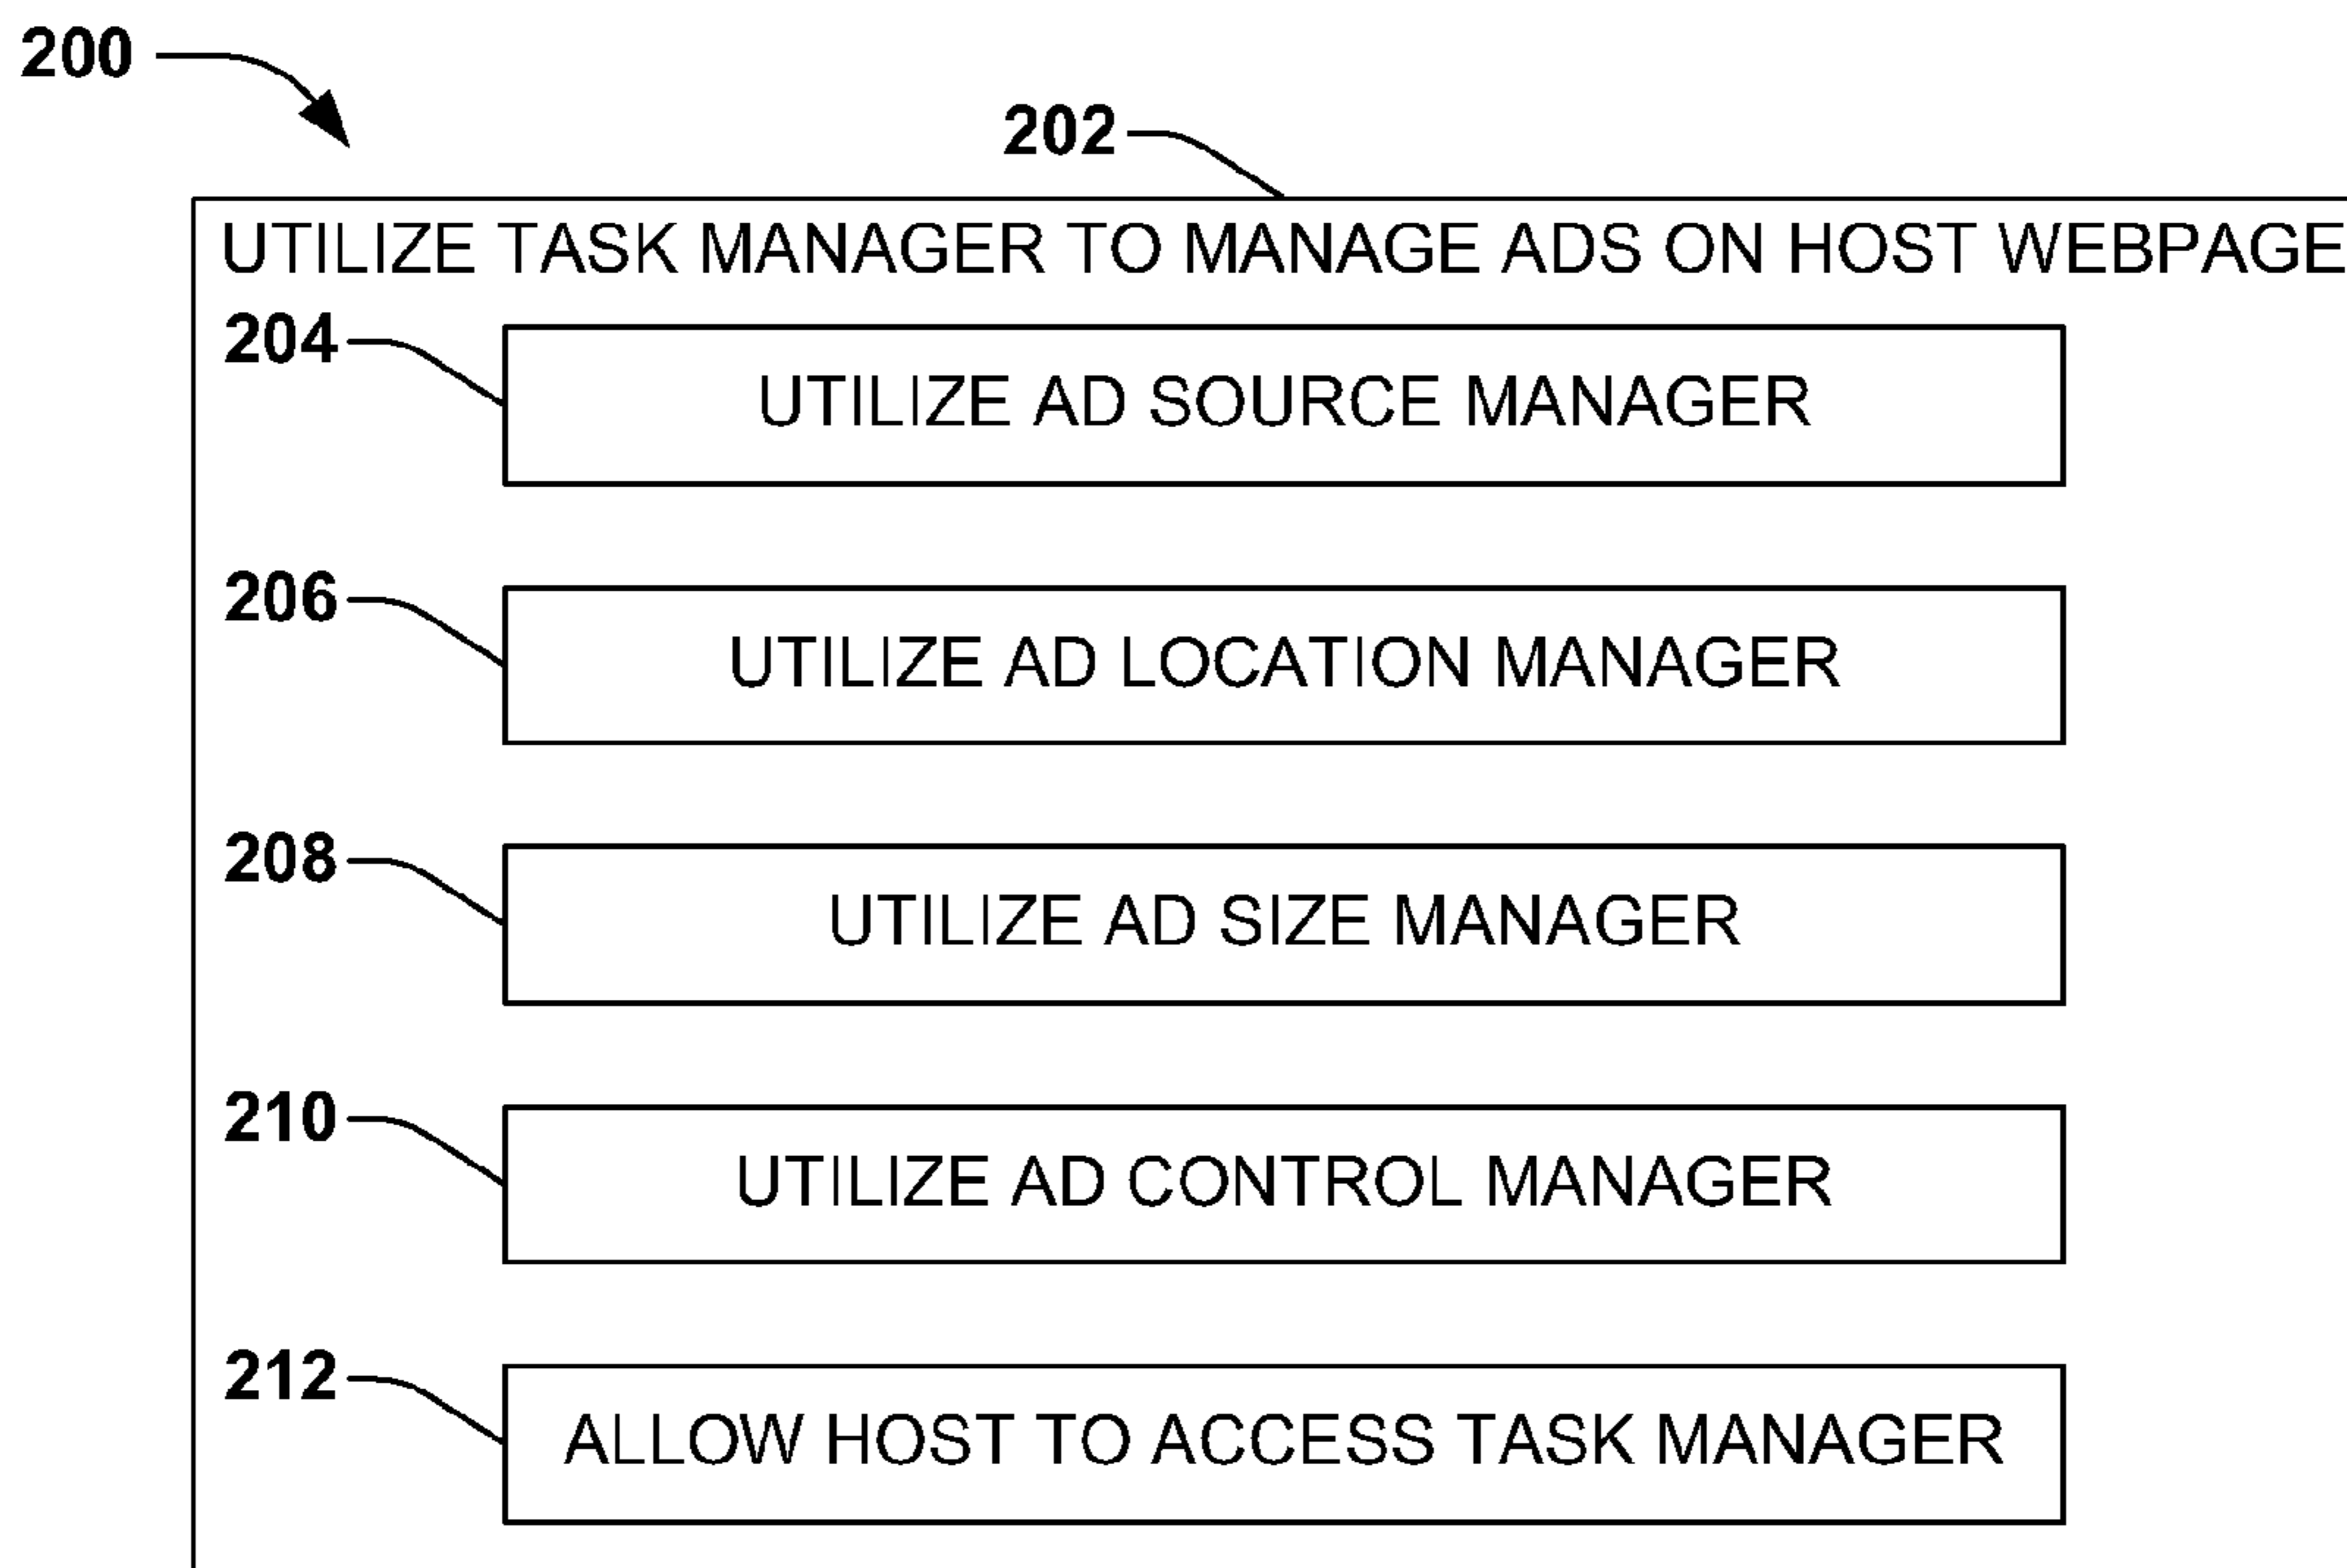 200
202
UTILIZE TASK MANAGER TO MANAGE ADS ON HOST WEBPAGE
204
UTILIZE AD SOURCE MANAGER
206
UTILIZE AD LOCATION MANAGER
208
UTILIZE AD SIZE MANAGER
210
UTILIZE AD CONTROL MANAGER
212
ALLOW HOST TO ACCESS TASK MANAGER